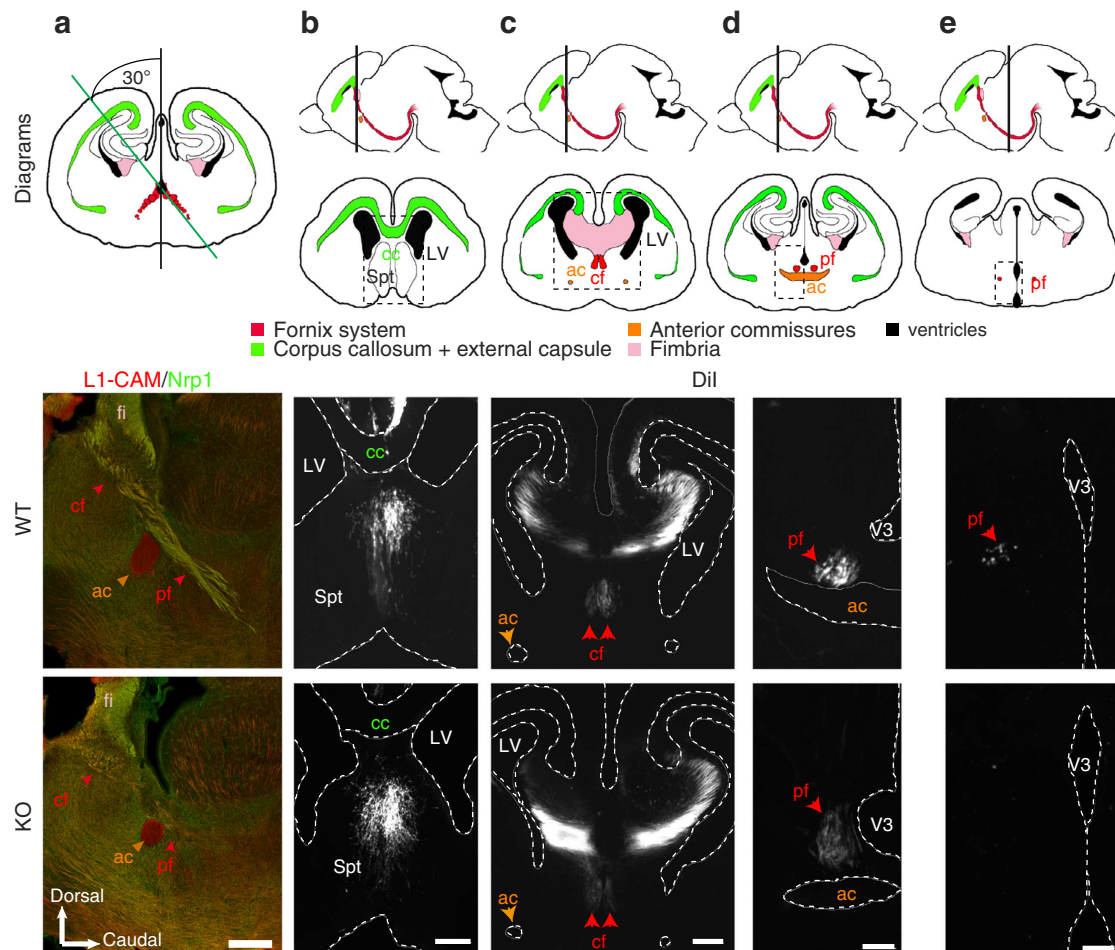 a
b
c
d
e
30°
Diagrams
cc
Spt
LV
ac
cf
LV
pf
ac
pf
Fornix system
Anterior commissures
ventricles
Corpus callosum + external capsule
Fimbria
L1-CAM/Nrp1
DiI
WT
fi
cf
ac
pf
LV
cc
Spt
LV
ac
cf
pf
V3
ac
pf
V3
KO
fi
cf
ac
pf
Dorsal
Caudal
cc
LV
Spt
LV
ac
cf
pf
V3
ac
V3